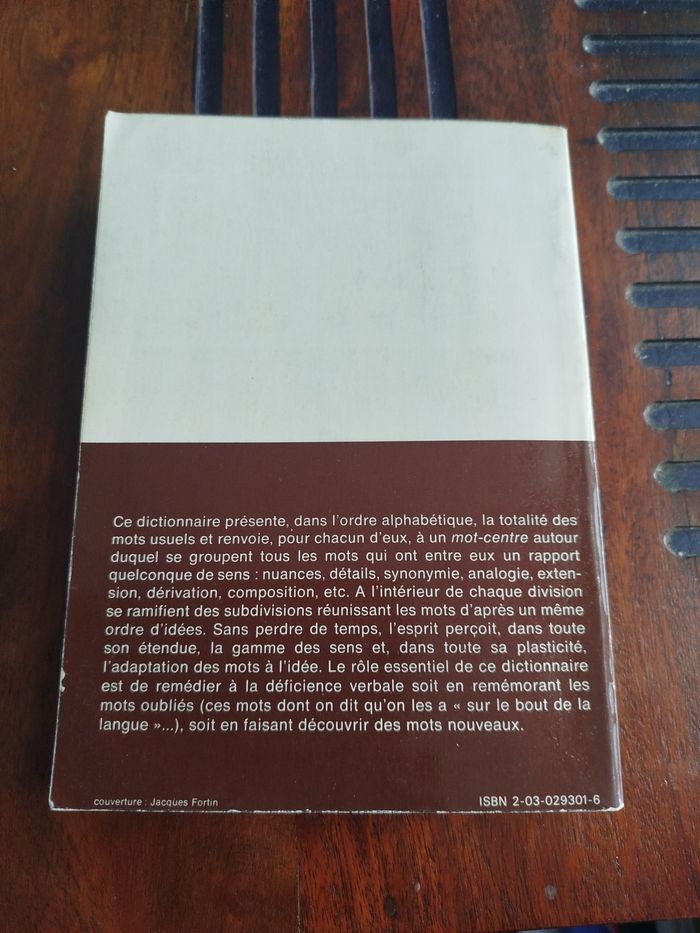 Ce dictionnaire présente, dans l'ordre alphabétique, la totalité des
mots usuels et renvoie, pour chacun d'eux, à un mot-centre autour
duquel se groupent tous les mots qui ont entre eux un rapport
quelconque de sens : nuances, détails, synonymie, analogie, exten-
sion, dérivation, composition, etc. A l'intérieur de chaque division
se ramifient des subdivisions réunissant les mots d'après un même
ordre d'idées. Sans perdre de temps, l'esprit perçoit, dans toute
son étendue, la gamme des sens et, dans toute sa plasticité,
l'adaptation des mots à l'idée. Le rôle essentiel de ce dictionnaire
est de remédier à la déficience verbale soit en remémorant les
mots oubliés (ces mots dont on dit qu'on les a « sur le bout de la
langue »...), soit en faisant découvrir des mots nouveaux.
couverture : Jacques Fortin
ISBN 2-03-029301-6